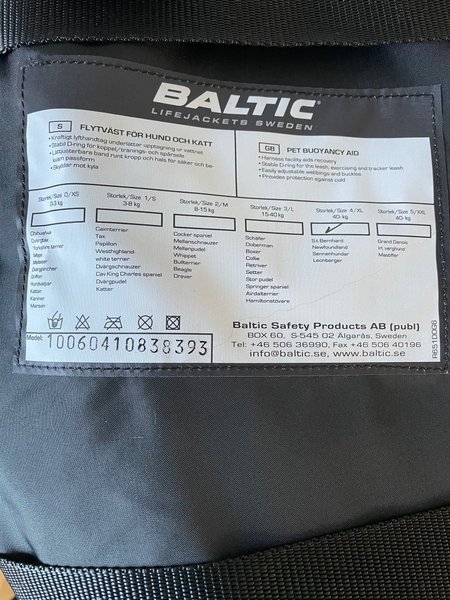 BALTIC®
LIFEJACKETS SWEDEN
S FLYTVÄST FÖR HUND OCH KATT
• Kraftigt lyfthandtag underlättar upptagning ur vattnet
• Stabil D-ring för koppel/tränings- och spårsele
• Lättjusterbara band runt kropp och hals för säker och be-
kväm passform
• Skyddar mot kyla
GB PET BUOYANCY AID
• Harness facility aids recovery
• Stable D-ring for the leash, exercising and tracker leash
• Easily adjustable webbings and buckles
• Provides protection against cold
Storlek/Size 0/XS
0-3 kg
Chihuahua
Dvärgtax
Yorkshire terrier
Mops
Malteser
Dvärgpincher
Griffon
Hundvalpar
Katter
Kaniner
Marsvin
Storlek/Size 1/S
3-8 kg
Cairnterrier
Tax
Papillon
Westhighland-
white terrier
Dvärgschnauzer
Cav.King Charles spaniel
Dvärgpudel
Katter
Storlek/Size 2/M
8-15 kg
Cocker spaniel
Mellanschnauzer
Mellanpudel
Whippet
Bullterrier
Beagle
Drever
Storlek/Size 3/L
15-40 kg
Schäfer
Doberman
Boxer
Collie
Retriver
Setter
Stor pudel
Springer spaniel
Airdalterrier
Hamiltonstövare
Storlek/Size 4/XL
40- kg
S:t Bernhard
Newfoundland
Sennenhundar
Leonberger
Storlek/Size 5/XXL
40- kg
Grand Danois
Irl. varghund
Mastiffer
Model: 10060410838393
Baltic Safety Products AB (publ)
BOX 60, S-545 02 Älgarås, Sweden
Tel: +46 506 36990, Fax +46 506 40196
info@baltic.se, www.baltic.se